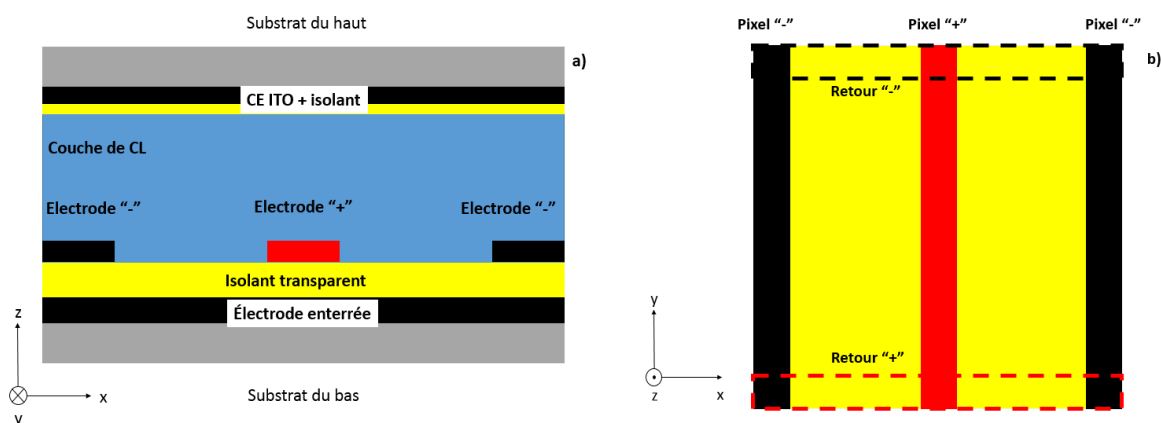 Substrat du haut
a)
CE ITO + isolant
Couche de CL
Electrode “-”
Electrode “+”
Electrode “-”
Isolant transparent
Électrode enterrée
Substrat du bas
z
x
y
Pixel “-”
Pixel “+”
Pixel “-”
b)
Retour “-”
Retour “+”
y
z
x